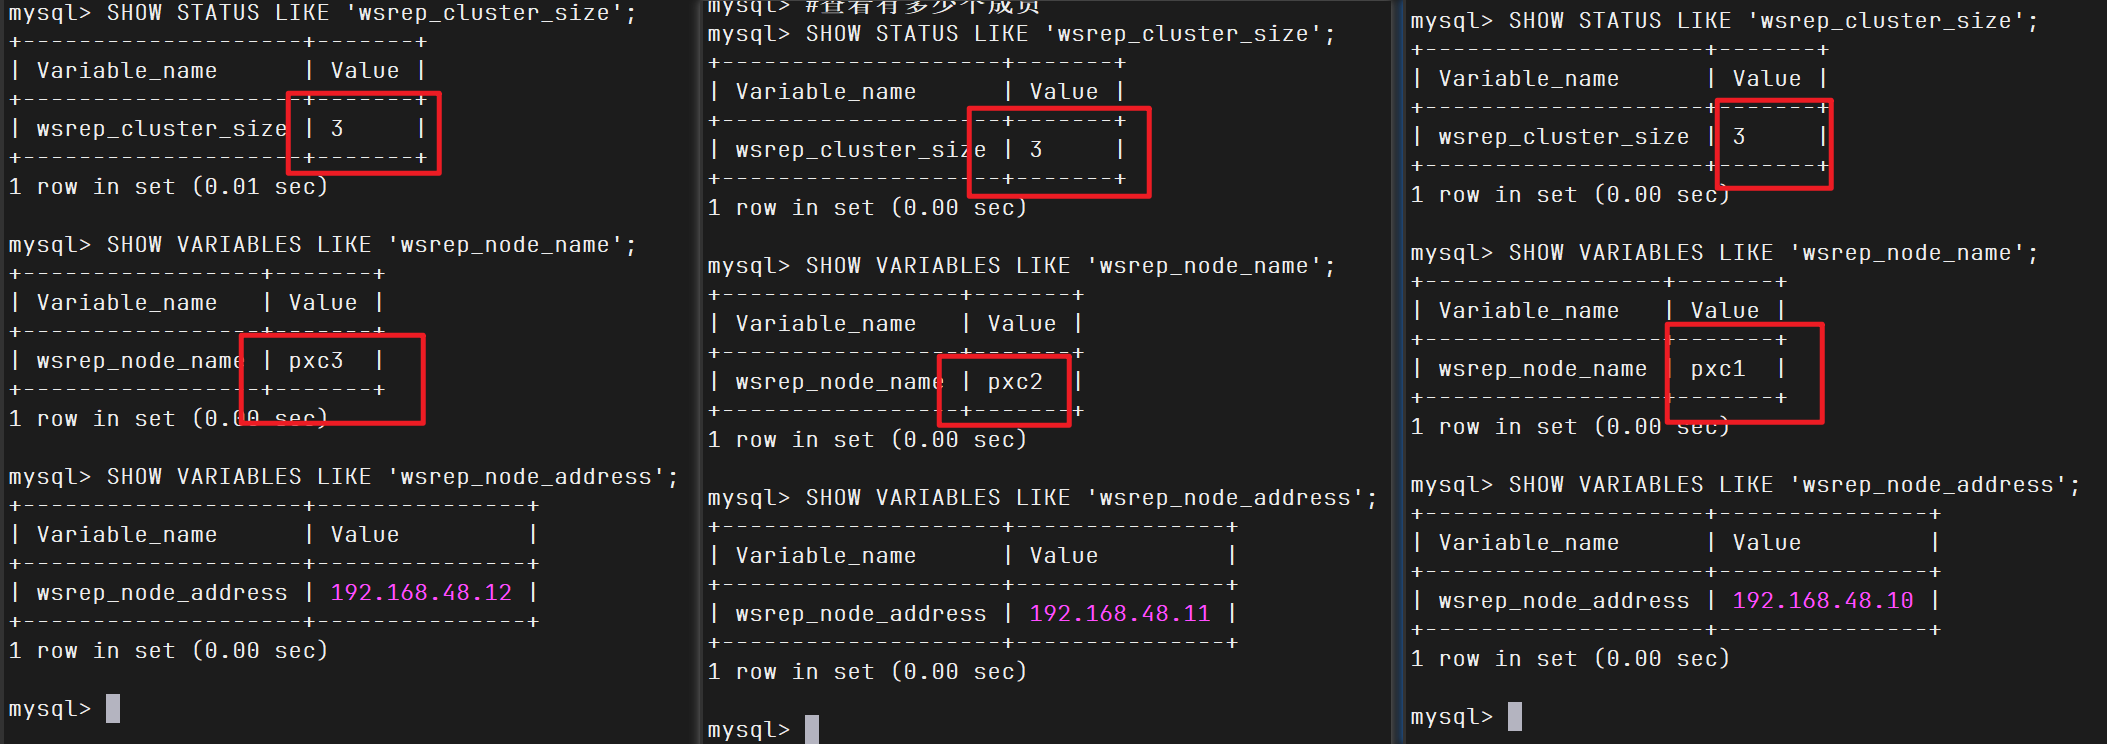 mysql> SHOW STATUS LIKE 'wsrep_cluster_size';
+--------------------+-------+
| Variable_name      | Value |
+--------------------+-------+
| wsrep_cluster_size | 3     |
+--------------------+-------+
1 row in set (0.01 sec)
mysql> SHOW VARIABLES LIKE 'wsrep_node_name';
+-----------------+-------+
| Variable_name   | Value |
+-----------------+-------+
| wsrep_node_name | pxc3  |
+-----------------+-------+
1 row in set (0.00 sec)
mysql> SHOW VARIABLES LIKE 'wsrep_node_address';
+--------------------+---------------+
| Variable_name      | Value         |
+--------------------+---------------+
| wsrep_node_address | 192.168.48.12 |
+--------------------+---------------+
1 row in set (0.00 sec)
mysql>
mysql> #查看有多少个成员
mysql> SHOW STATUS LIKE 'wsrep_cluster_size';
+--------------------+-------+
| Variable_name      | Value |
+--------------------+-------+
| wsrep_cluster_size | 3     |
+--------------------+-------+
1 row in set (0.00 sec)
mysql> SHOW VARIABLES LIKE 'wsrep_node_name';
+-----------------+-------+
| Variable_name   | Value |
+-----------------+-------+
| wsrep_node_name | pxc2  |
+-----------------+-------+
1 row in set (0.00 sec)
mysql> SHOW VARIABLES LIKE 'wsrep_node_address';
+--------------------+---------------+
| Variable_name      | Value         |
+--------------------+---------------+
| wsrep_node_address | 192.168.48.11 |
+--------------------+---------------+
1 row in set (0.00 sec)
mysql>
mysql> SHOW STATUS LIKE 'wsrep_cluster_size';
+--------------------+-------+
| Variable_name      | Value |
+--------------------+-------+
| wsrep_cluster_size | 3     |
+--------------------+-------+
1 row in set (0.00 sec)
mysql> SHOW VARIABLES LIKE 'wsrep_node_name';
+-----------------+-------+
| Variable_name   | Value |
+-----------------+-------+
| wsrep_node_name | pxc1  |
+-----------------+-------+
1 row in set (0.00 sec)
mysql> SHOW VARIABLES LIKE 'wsrep_node_address';
+--------------------+---------------+
| Variable_name      | Value         |
+--------------------+---------------+
| wsrep_node_address | 192.168.48.10 |
+--------------------+---------------+
1 row in set (0.00 sec)
mysql>